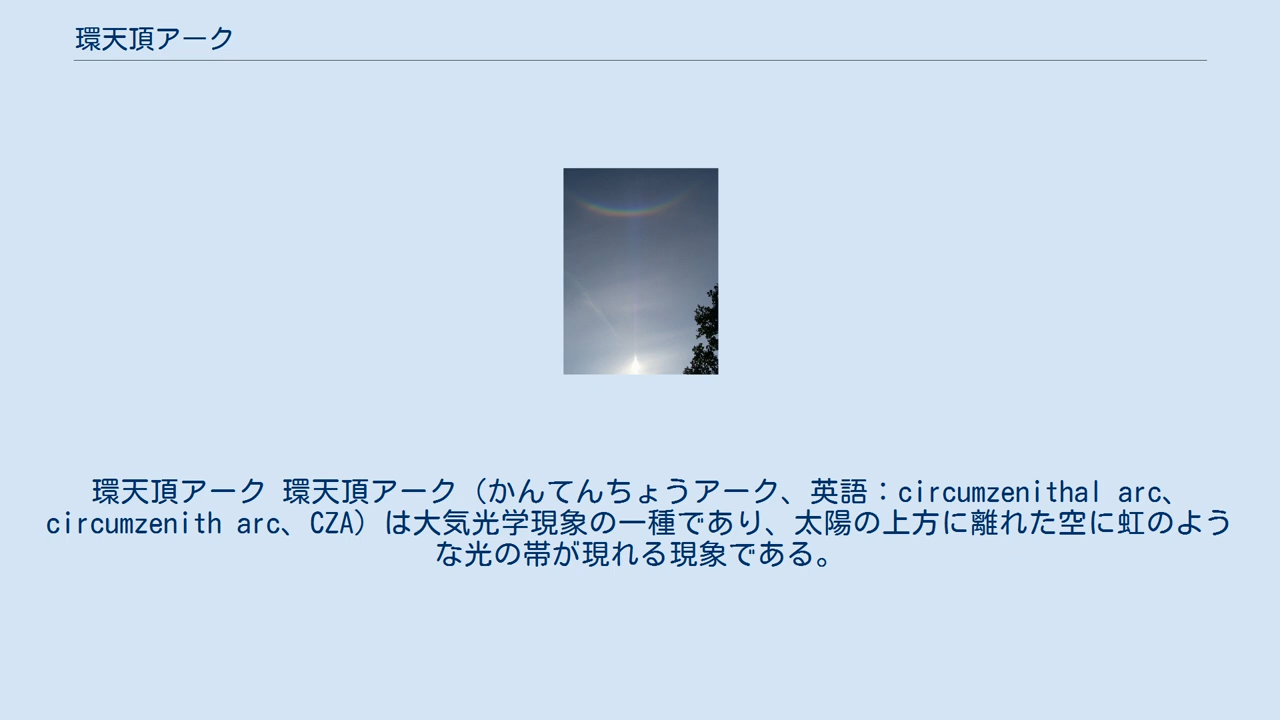 環天頂アーク
環天頂アーク 環天頂アーク（かんてんちょうアーク、英語：circumzenithal arc、
circumzenith arc、CZA）は大気光学現象の一種であり、太陽の上方に離れた空に虹のよう
な光の帯が現れる現象である。